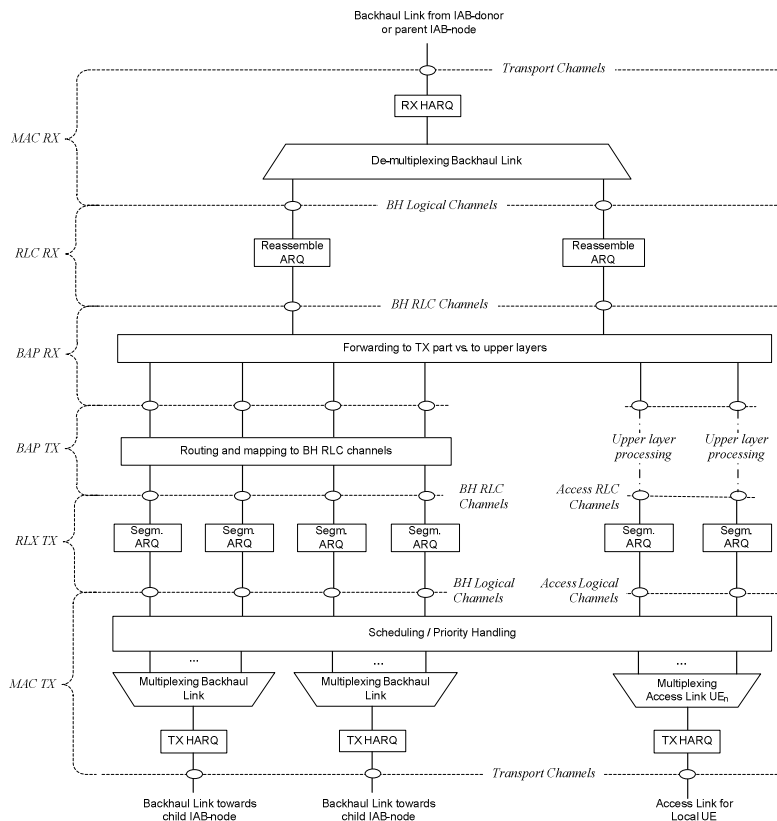 Backhaul Link from IAB-donor
or parent IAB-node
Transport Channels
RX HARQ
MAC RX
De-multiplexing Backhaul Link
BH Logical Channels
Reassemble
ARQ
Reassemble
ARQ
RLC RX
BH RLC Channels
BAP RX
Forwarding to TX part vs. to upper layers
BAP TX
Routing and mapping to BH RLC channels
Upper layer
processing
Upper layer
processing
BH RLC
Channels
Access RLC
Channels
RLX TX
Segm.
ARQ
Segm.
ARQ
Segm.
ARQ
Segm.
ARQ
Segm.
ARQ
Segm.
ARQ
BH Logical
Channels
Access Logical
Channels
Scheduling / Priority Handling
...
...
...
MAC TX
Multiplexing Backhaul
Link
Multiplexing Backhaul
Link
Multiplexing
Access Link UEn
TX HARQ
TX HARQ
TX HARQ
Transport Channels
Backhaul Link towards
child IAB-node
Backhaul Link towards
child IAB-node
Access Link for
Local UE